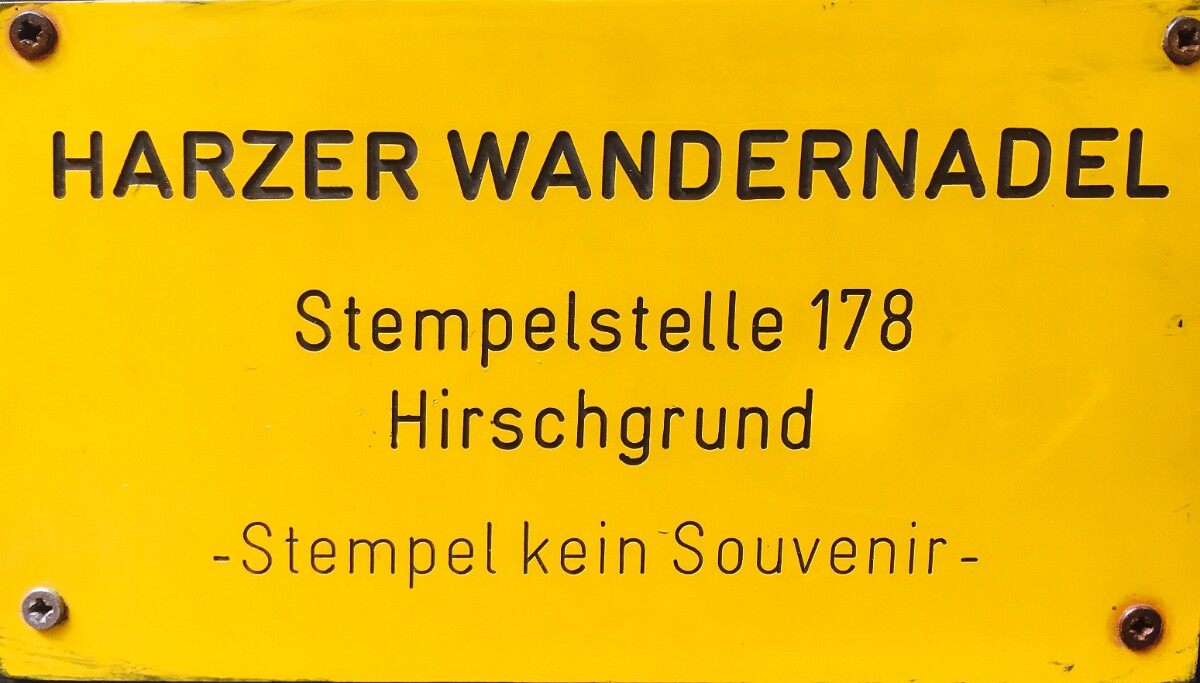 HARZER WANDERNADEL
Stempelstelle 178
Hirschgrund
-Stempel kein Souvenir-